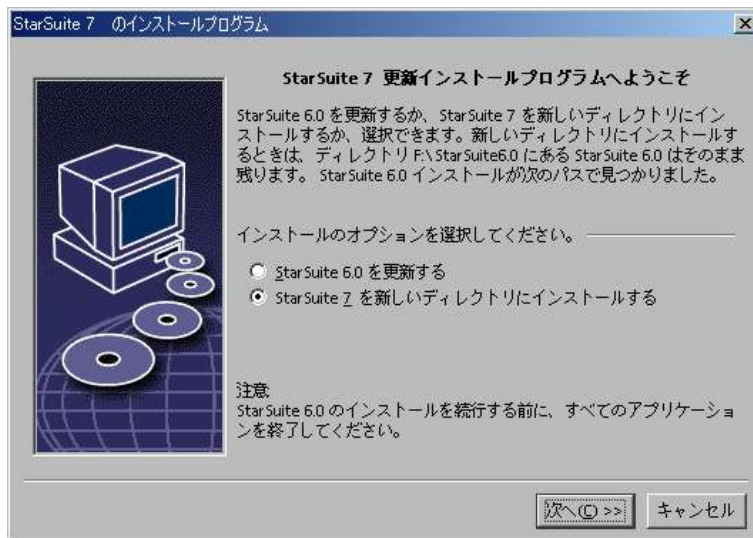 StarSuite 7 のインストールプログラム
StarSuite 7 更新インストールプログラムへようこそ
StarSuite 6.0 を更新するか、StarSuite 7 を新しいディレクトリにイン
ストールするか、選択できます。新しいディレクトリにインストールす
るときは、ディレクトリ F:\StarSuite6.0 にある StarSuite 6.0 はそのまま
残ります。 StarSuite 6.0 インストールが次のパスで見つかりました。
インストールのオプションを選択してください。
StarSuite 6.0 を更新する
StarSuite 7 を新しいディレクトリにインストールする
注意:
StarSuite 6.0 のインストールを続行する前に、すべてのアプリケーショ
ンを終了してください。
次へ(C) >>
キャンセル